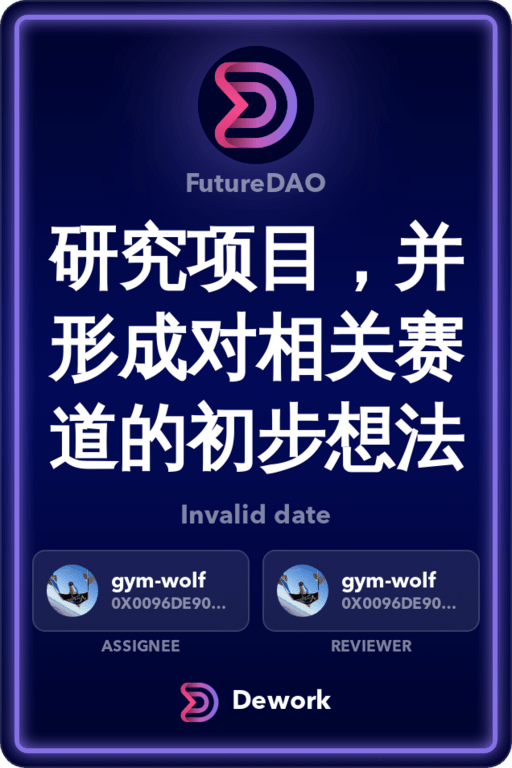 FutureDAO
研究项目，并
形成对相关赛
道的初步想法
Invalid date
gym-wolf
0X0096DE90...
ASSIGNEE
gym-wolf
0X0096DE90...
REVIEWER
Dework